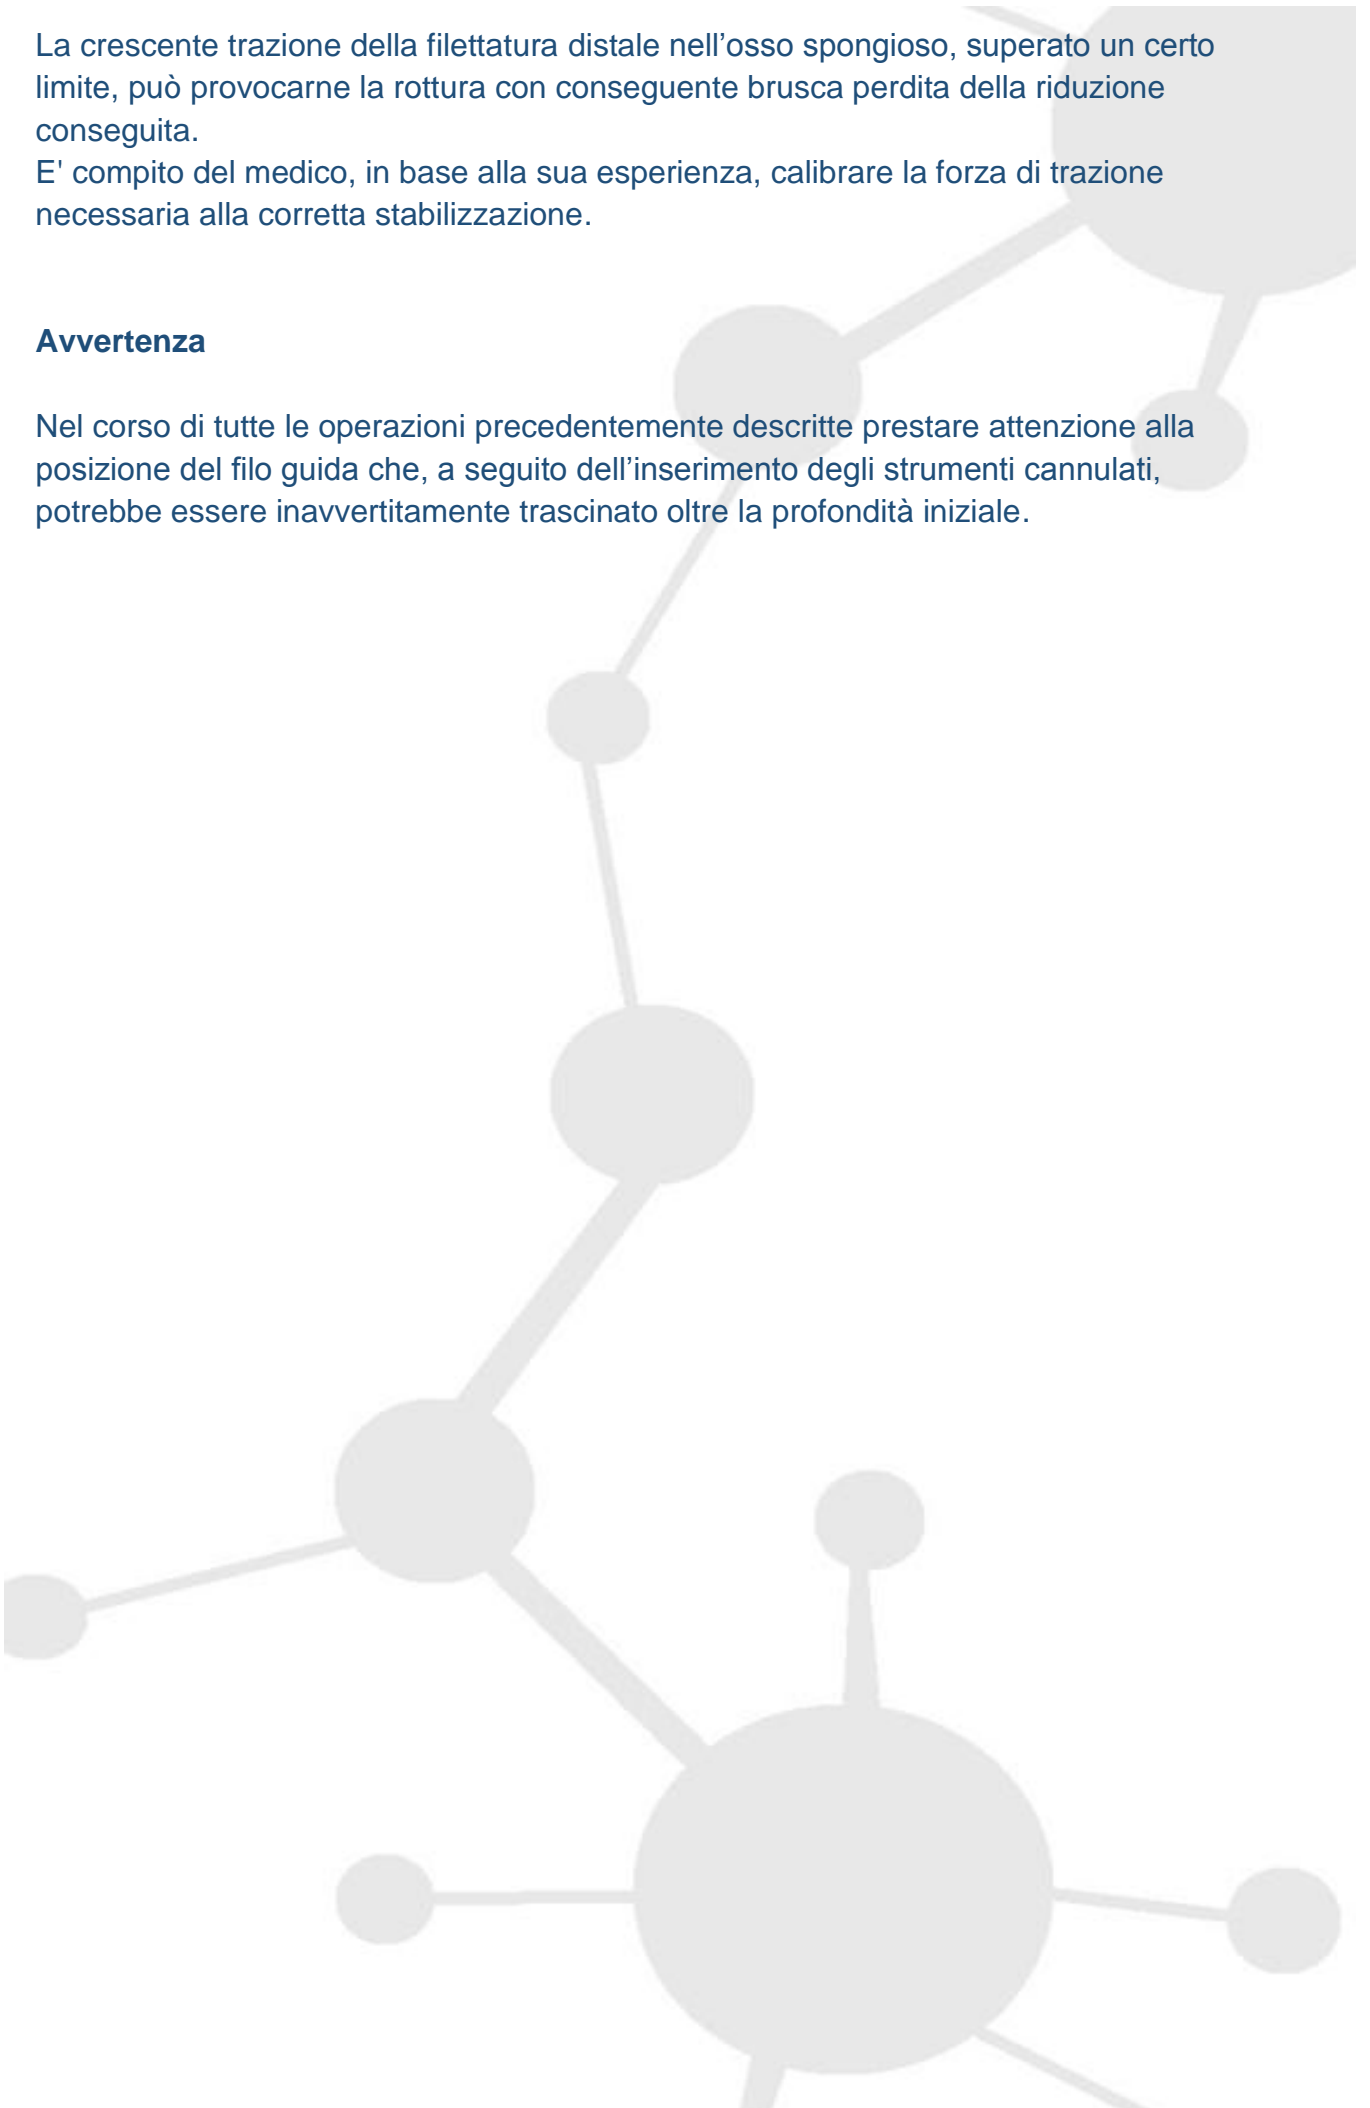 La crescente trazione della filettatura distale nell’osso spongioso, superato un certo
limite, può provocarne la rottura con conseguente brusca perdita della riduzione
conseguita.
E' compito del medico, in base alla sua esperienza, calibrare la forza di trazione
necessaria alla corretta stabilizzazione.
Avvertenza
Nel corso di tutte le operazioni precedentemente descritte prestare attenzione alla
posizione del filo guida che, a seguito dell’inserimento degli strumenti cannulati,
potrebbe essere inavvertitamente trascinato oltre la profondità iniziale.